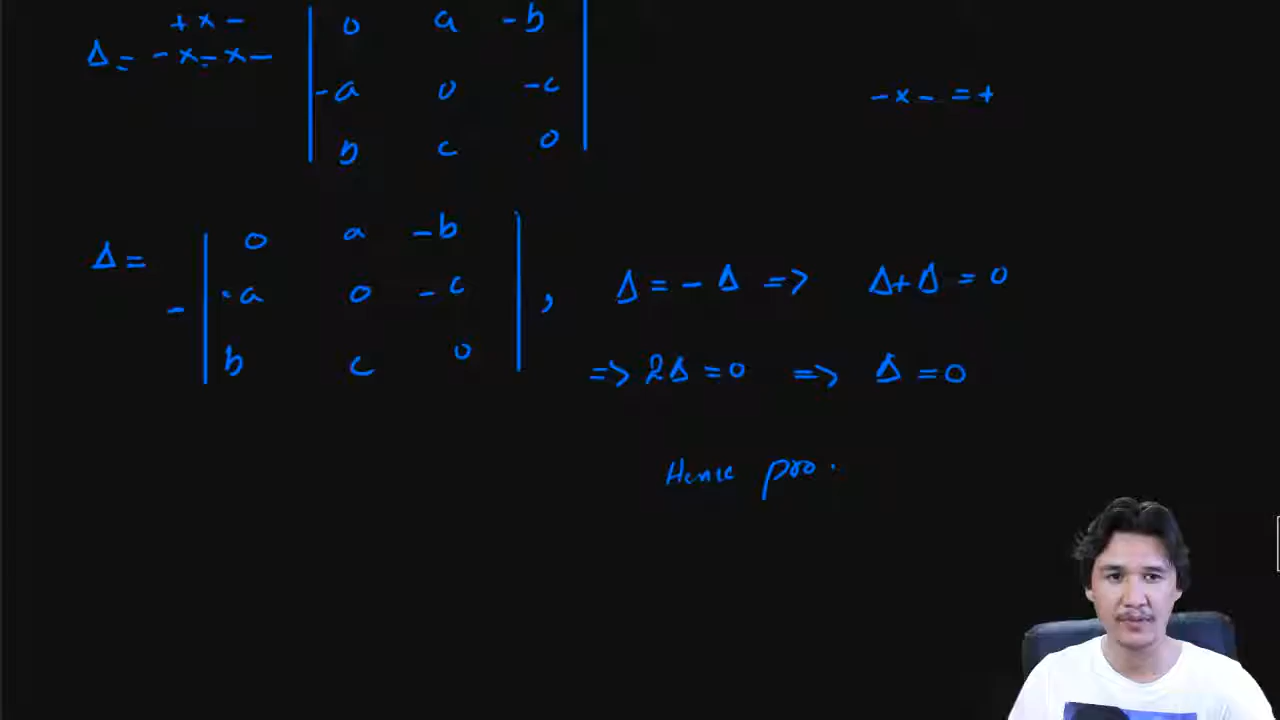 + x -
Δ = - x - x - | 0 a -b |
| -a 0 -c |
| b c 0 |
- x - = +
Δ = - | 0 a -b |
| -a 0 -c |
| b c 0 | ,
Δ = - Δ => Δ + Δ = 0
=> 2Δ = 0 => Δ = 0
Hence pro.